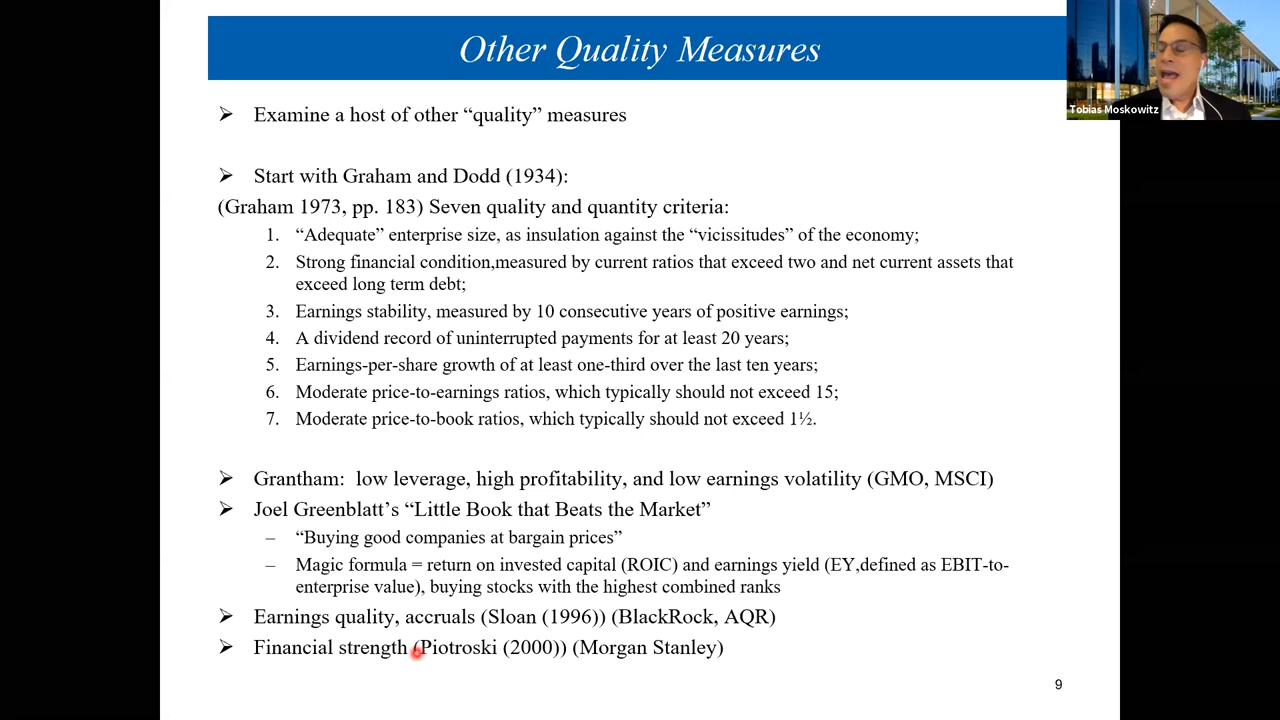 Other Quality Measures
Tobias Moskowitz
➢ Examine a host of other “quality” measures
➢ Start with Graham and Dodd (1934):
(Graham 1973, pp. 183) Seven quality and quantity criteria:
1. “Adequate” enterprise size, as insulation against the “vicissitudes” of the economy;
2. Strong financial condition,measured by current ratios that exceed two and net current assets that
exceed long term debt;
3. Earnings stability, measured by 10 consecutive years of positive earnings;
4. A dividend record of uninterrupted payments for at least 20 years;
5. Earnings-per-share growth of at least one-third over the last ten years;
6. Moderate price-to-earnings ratios, which typically should not exceed 15;
7. Moderate price-to-book ratios, which typically should not exceed 1½.
➢ Grantham: low leverage, high profitability, and low earnings volatility (GMO, MSCI)
➢ Joel Greenblatt’s “Little Book that Beats the Market”
– “Buying good companies at bargain prices”
– Magic formula = return on invested capital (ROIC) and earnings yield (EY,defined as EBIT-to-
enterprise value), buying stocks with the highest combined ranks
➢ Earnings quality, accruals (Sloan (1996)) (BlackRock, AQR)
➢ Financial strength (Piotroski (2000)) (Morgan Stanley)
9